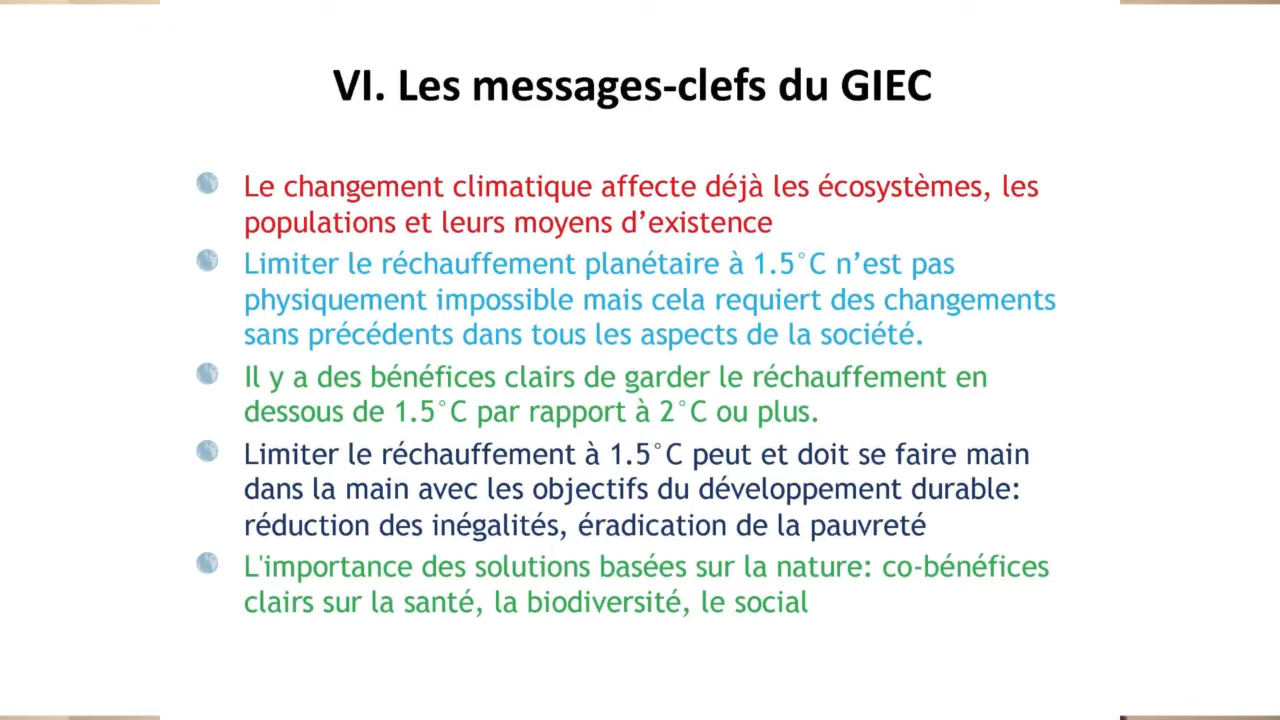 VI. Les messages-clefs du GIEC
Le changement climatique affecte déjà les écosystèmes, les
populations et leurs moyens d’existence
Limiter le réchauffement planétaire à 1.5°C n’est pas
physiquement impossible mais cela requiert des changements
sans précédents dans tous les aspects de la société.
Il y a des bénéfices clairs de garder le réchauffement en
dessous de 1.5°C par rapport à 2°C ou plus.
Limiter le réchauffement à 1.5°C peut et doit se faire main
dans la main avec les objectifs du développement durable:
réduction des inégalités, éradication de la pauvreté
L'importance des solutions basées sur la nature: co-bénéfices
clairs sur la santé, la biodiversité, le social